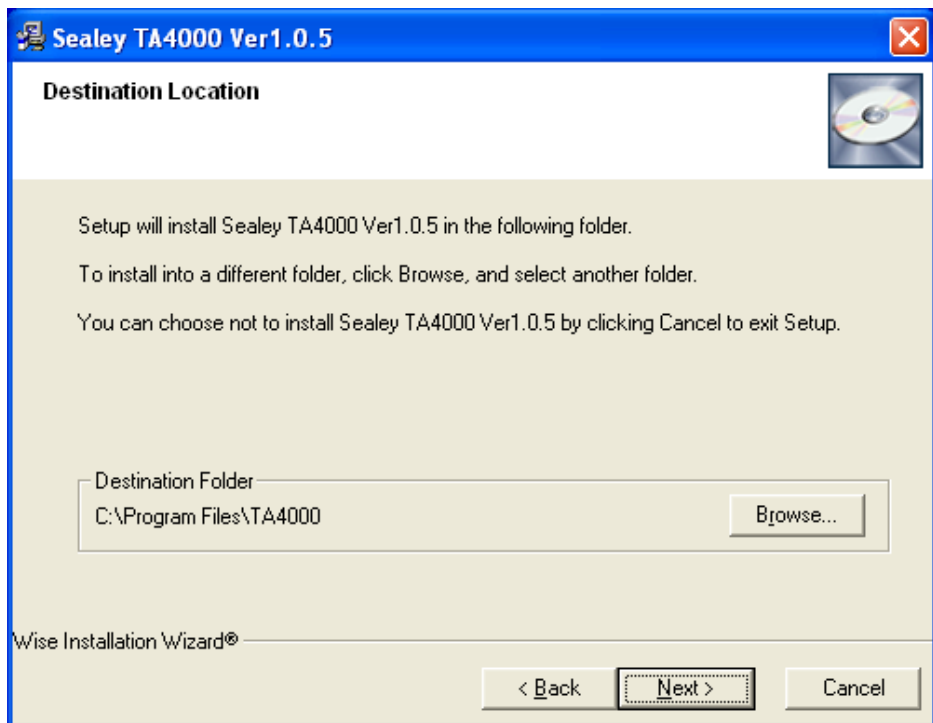 Sealey TA4000 Ver1.0.5
Destination Location
Setup will install Sealey TA4000 Ver1.0.5 in the following folder.
To install into a different folder, click Browse, and select another folder.
You can choose not to install Sealey TA4000 Ver1.0.5 by clicking Cancel to exit Setup.
Destination Folder
C:\Program Files\TA4000
Browse...
Wise Installation Wizard®
< Back
Next >
Cancel